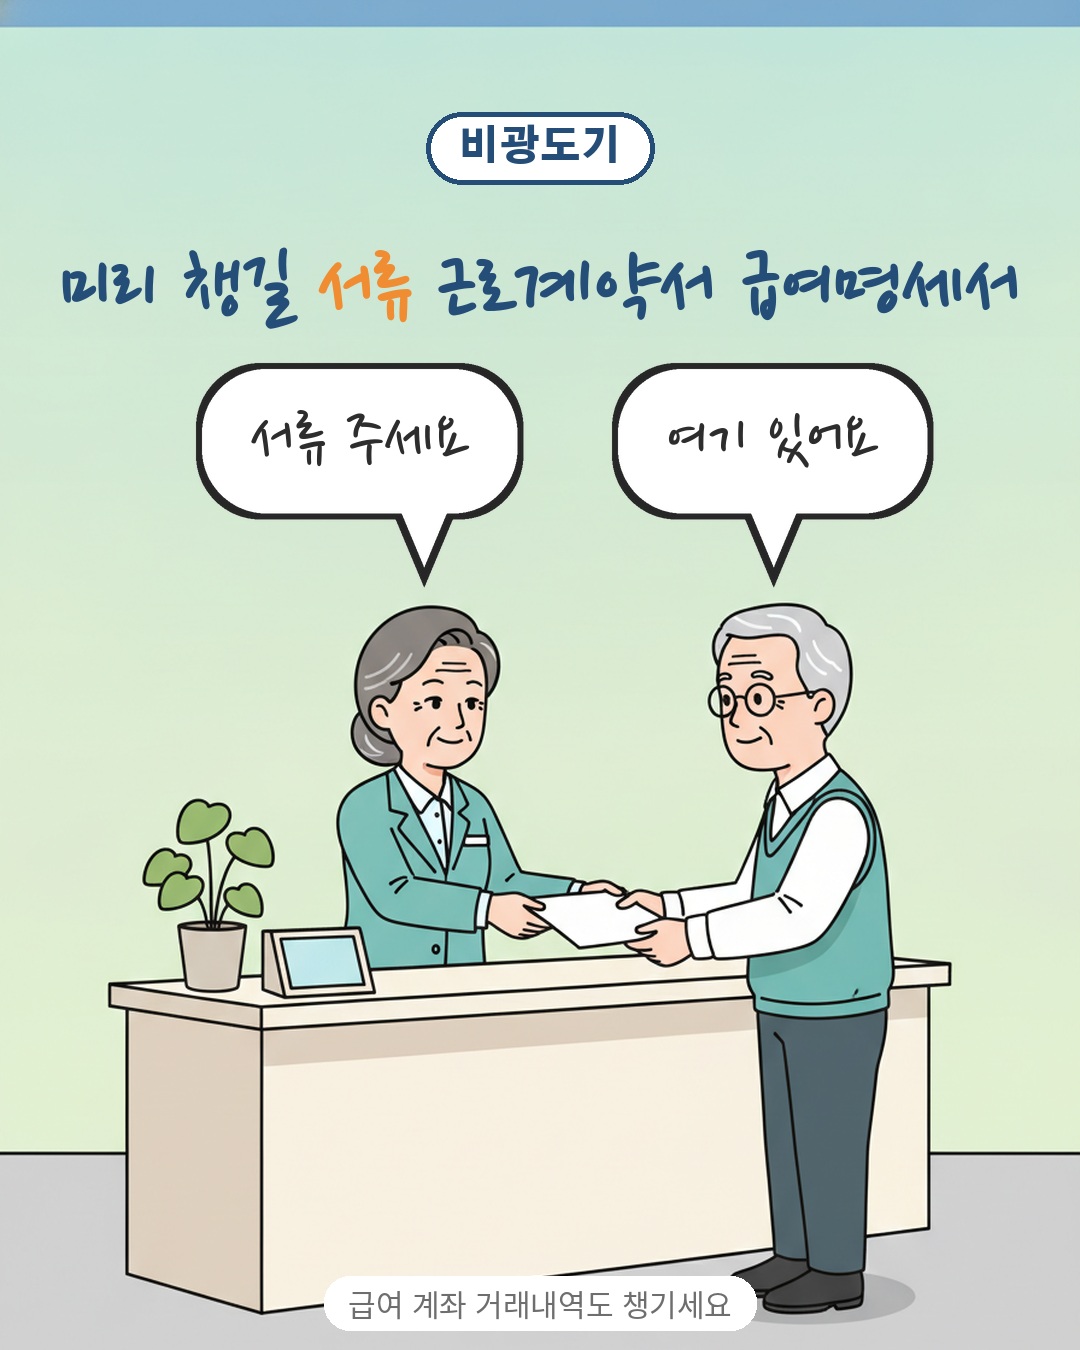 비광도기
미리 챙길 서류 근로계약서 급여명세서
서류 주세요
여기 있어요
급여 계좌 거래내역도 챙기세요